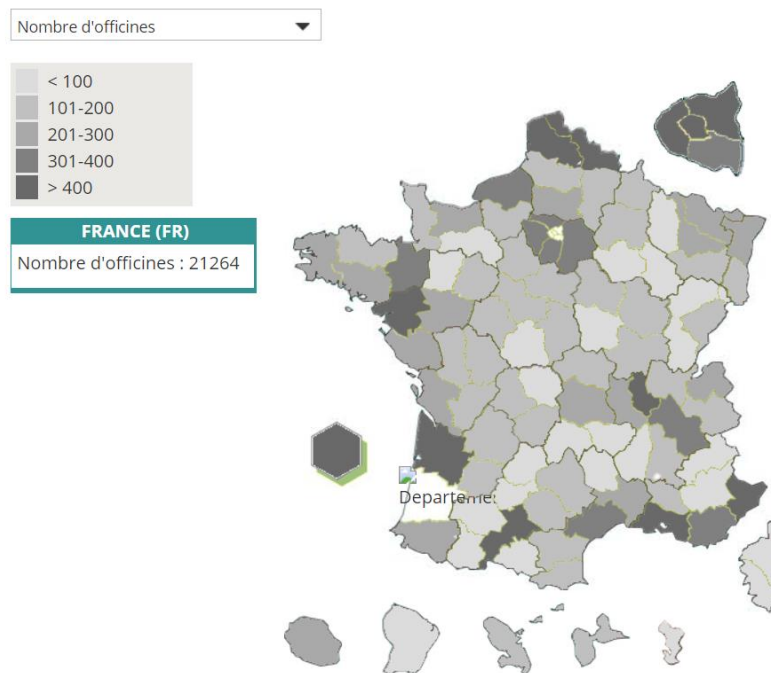 Nombre d'officines
< 100
101-200
201-300
301-400
> 400
FRANCE (FR)
Nombre d'officines : 21264
Departeme